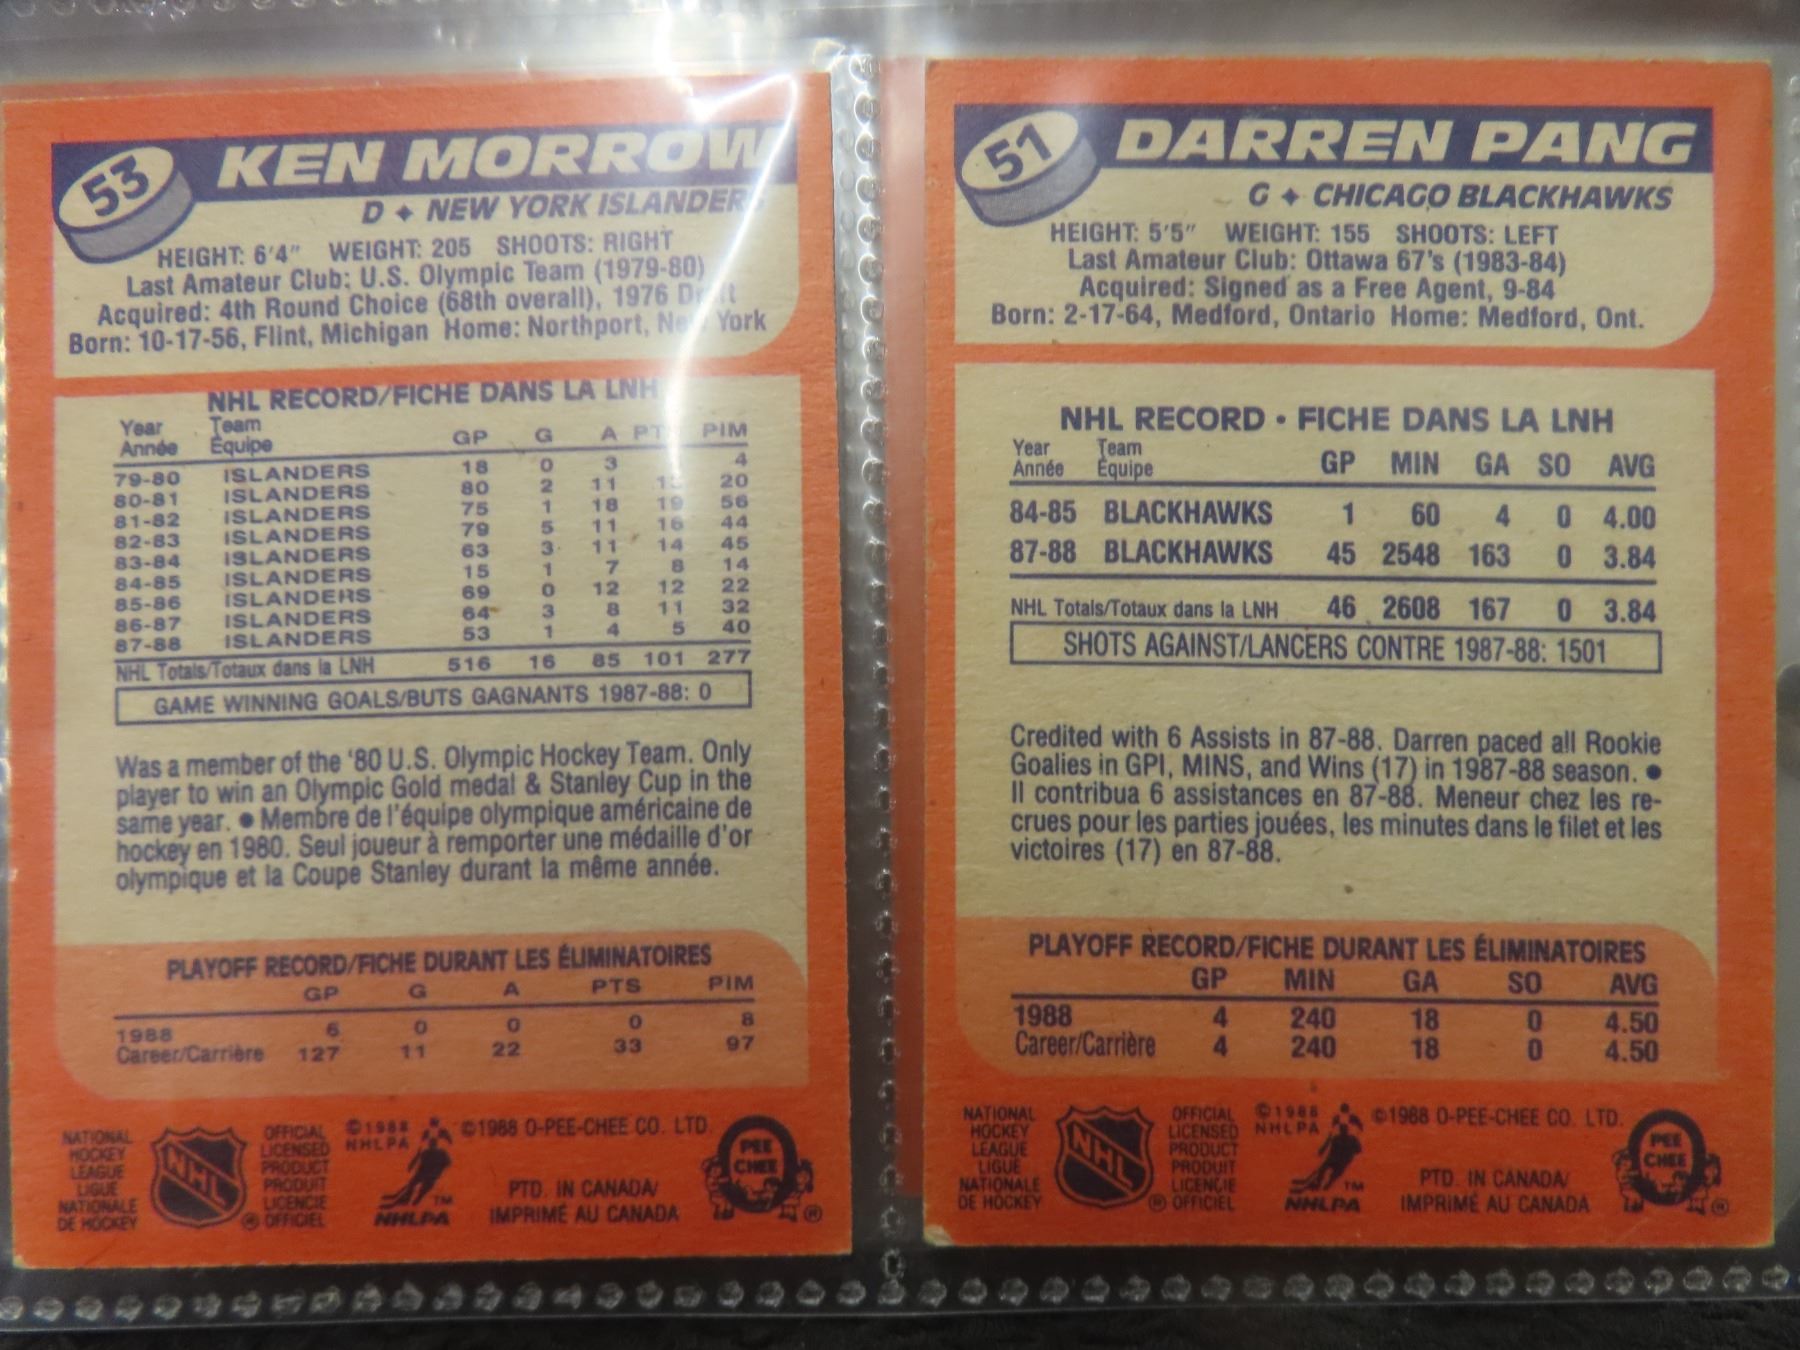 53
KEN MORROW
D ✦ NEW YORK ISLANDERS
HEIGHT: 6'4" WEIGHT: 205 SHOOTS: RIGHT
Last Amateur Club: U.S. Olympic Team (1979-80)
Acquired: 4th Round Choice (68th overall), 1976
Born: 10-17-56, Flint, Michigan Home: Northport, New York
NHL RECORD/FICHE DANS LA LNH
Year Team
Année Équipe GP G A PTS PIM
79-80 ISLANDERS 18 0 3 4
80-81 ISLANDERS 80 2 11 20
81-82 ISLANDERS 75 1 18 19 56
82-83 ISLANDERS 79 5 11 16 44
83-84 ISLANDERS 63 3 11 14 45
84-85 ISLANDERS 15 1 7 8 14
85-86 ISLANDERS 69 0 12 12 22
86-87 ISLANDERS 64 3 8 11 32
87-88 ISLANDERS 53 1 4 5 40
NHL Totals/Totaux dans la LNH 516 16 85 101 277
GAME WINNING GOALS/BUTS GAGNANTS 1987-88: 0
Was a member of the '80 U.S. Olympic Hockey Team. Only
player to win an Olympic Gold medal & Stanley Cup in the
same year. ● Membre de l'équipe olympique américaine de
hockey en 1980. Seul joueur à remporter une médaille d'or
olympique et la Coupe Stanley durant la même année.
PLAYOFF RECORD/FICHE DURANT LES ÉLIMINATOIRES
GP G A PTS PIM
1988 6 0 0 0 8
Career/Carrière 127 11 22 33 97
NATIONAL
HOCKEY
LEAGUE
LIGUE
NATIONALE
DE HOCKEY
NHL
®
OFFICIAL
LICENSED
PRODUCT
PRODUIT
LICENCIE
OFFICIEL
©1988
NHLPA
TM
NHLPA
©1988 O-PEE-CHEE CO. LTD.
PTD. IN CANADA/
IMPRIMÉ AU CANADA
PEE
CHEE
®
51
DARREN PANG
G ✦ CHICAGO BLACKHAWKS
HEIGHT: 5'5" WEIGHT: 155 SHOOTS: LEFT
Last Amateur Club: Ottawa 67's (1983-84)
Acquired: Signed as a Free Agent, 9-84
Born: 2-17-64, Medford, Ontario Home: Medford, Ont.
NHL RECORD • FICHE DANS LA LNH
Year Team
Année Équipe GP MIN GA SO AVG
84-85 BLACKHAWKS 1 60 4 0 4.00
87-88 BLACKHAWKS 45 2548 163 0 3.84
NHL Totals/Totaux dans la LNH 46 2608 167 0 3.84
SHOTS AGAINST/LANCERS CONTRE 1987-88: 1501
Credited with 6 Assists in 87-88. Darren paced all Rookie
Goalies in GPI, MINS, and Wins (17) in 1987-88 season. ●
Il contribua 6 assistances en 87-88. Meneur chez les re-
crues pour les parties jouées, les minutes dans le filet et les
victoires (17) en 87-88.
PLAYOFF RECORD/FICHE DURANT LES ÉLIMINATOIRES
GP MIN GA SO AVG
1988 4 240 18 0 4.50
Career/Carrière 4 240 18 0 4.50
NATIONAL
HOCKEY
LEAGUE
LIGUE
NATIONALE
DE HOCKEY
NHL
®
OFFICIAL
LICENSED
PRODUCT
PRODUIT
LICENCIE
OFFICIEL
©1988
NHLPA
TM
NHLPA
©1988 O-PEE-CHEE CO. LTD.
PTD. IN CANADA/
IMPRIMÉ AU CANADA
PEE
CHEE
®